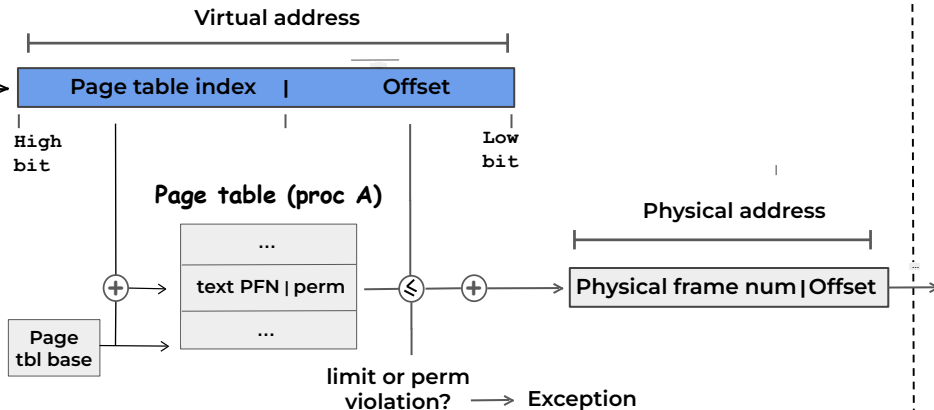 Virtual address
Page table index | Offset
High
bit
Low
bit
Page table (proc A)
Physical address
...
text PFN | perm
...
+
≤
+
Physical frame num|Offset
Page
tbl base
limit or perm
violation?
Exception
...